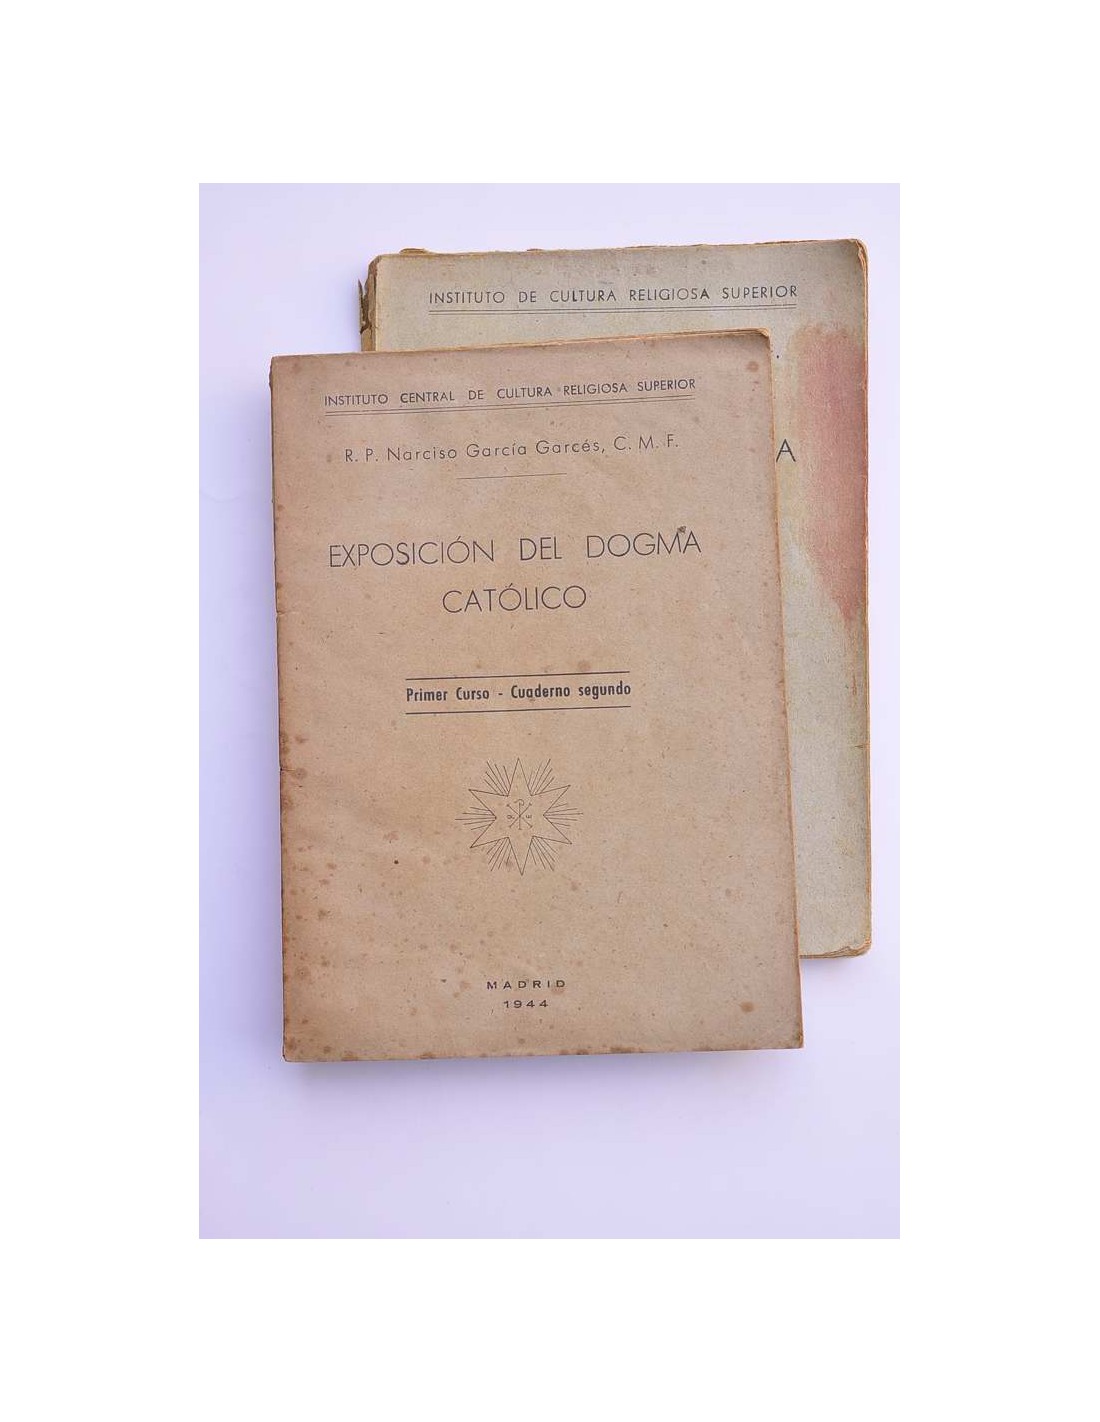 INSTITUTO DE CULTURA RELIGIOSA SUPERIOR
A
INSTITUTO CENTRAL DE CULTURA RELIGIOSA SUPERIOR
R. P. Narciso García Garcés, C. M. F.
EXPOSICIÓN DEL DOGMA
CATÓLICO
Primer Curso - Cuaderno segundo
MADRID
1944